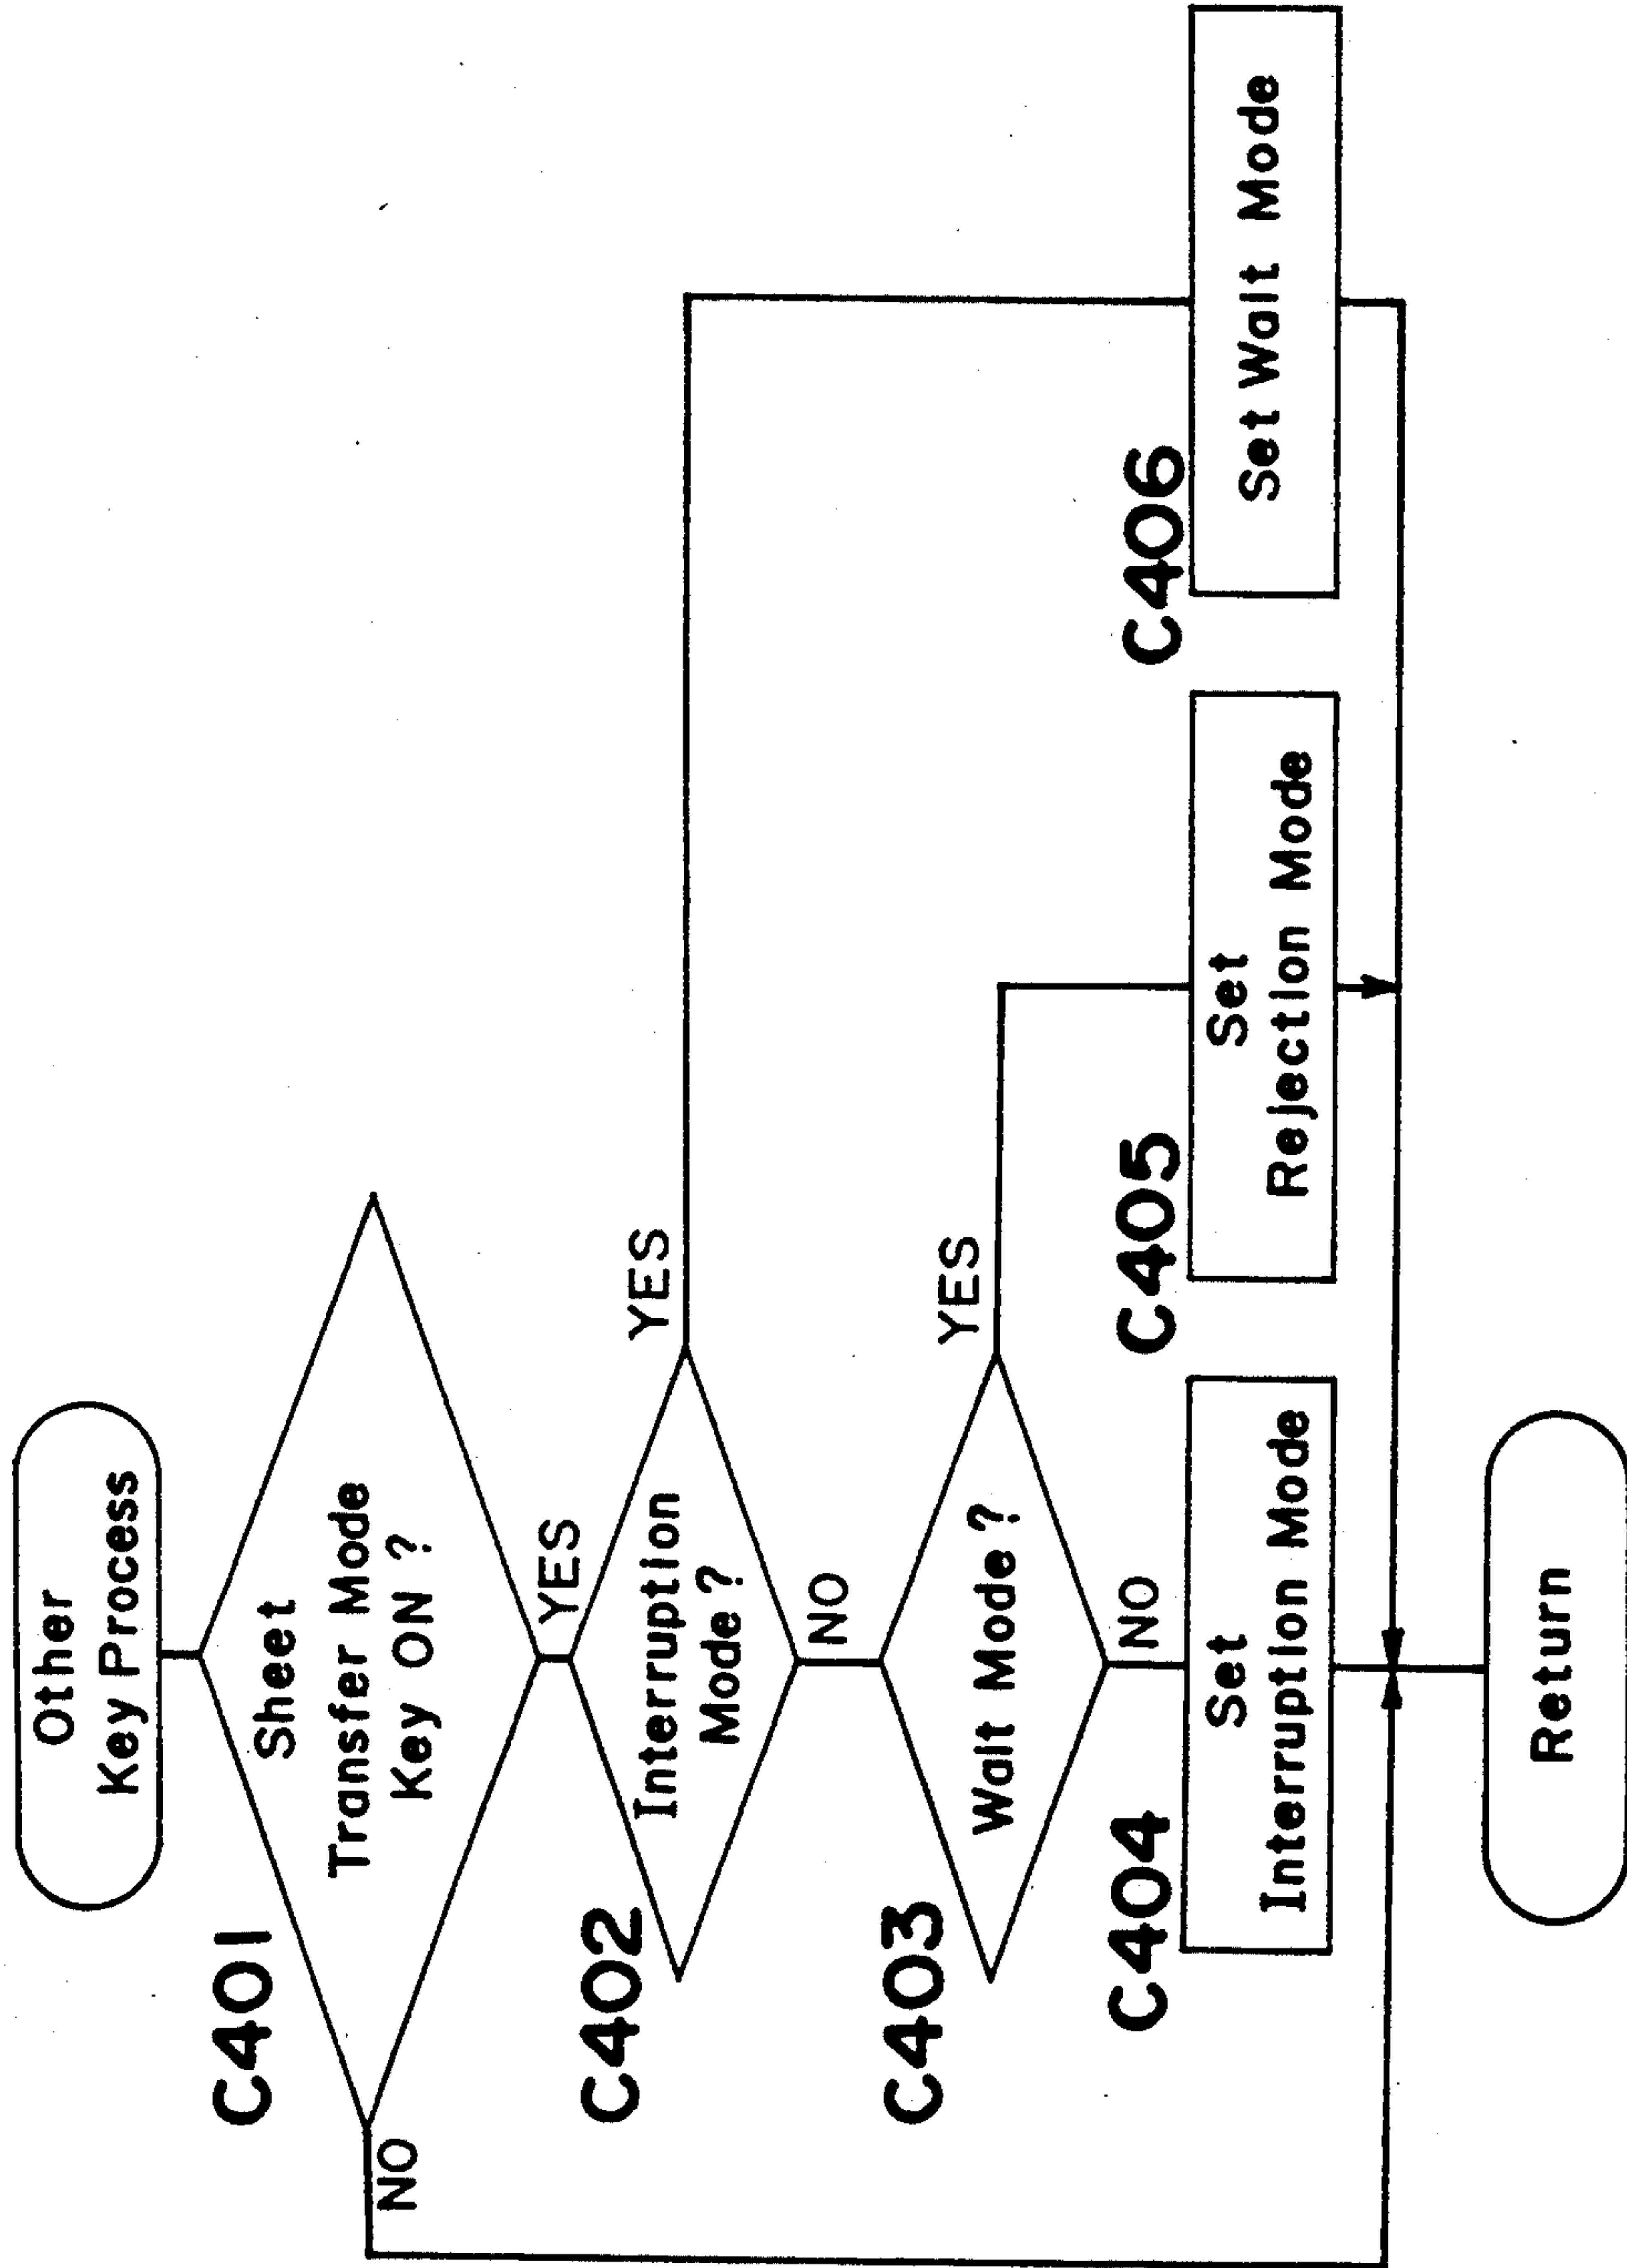 Other
Key Process
C401
Sheet
Transfer Mode
Key ON ?
NO
YES
C402
Interruption
Mode ?
YES
NO
C403
Wait Mode ?
YES
NO
C404
Set
Interruption Mode
C405
Set
Rejection Mode
C406
Set Wait Mode
Return